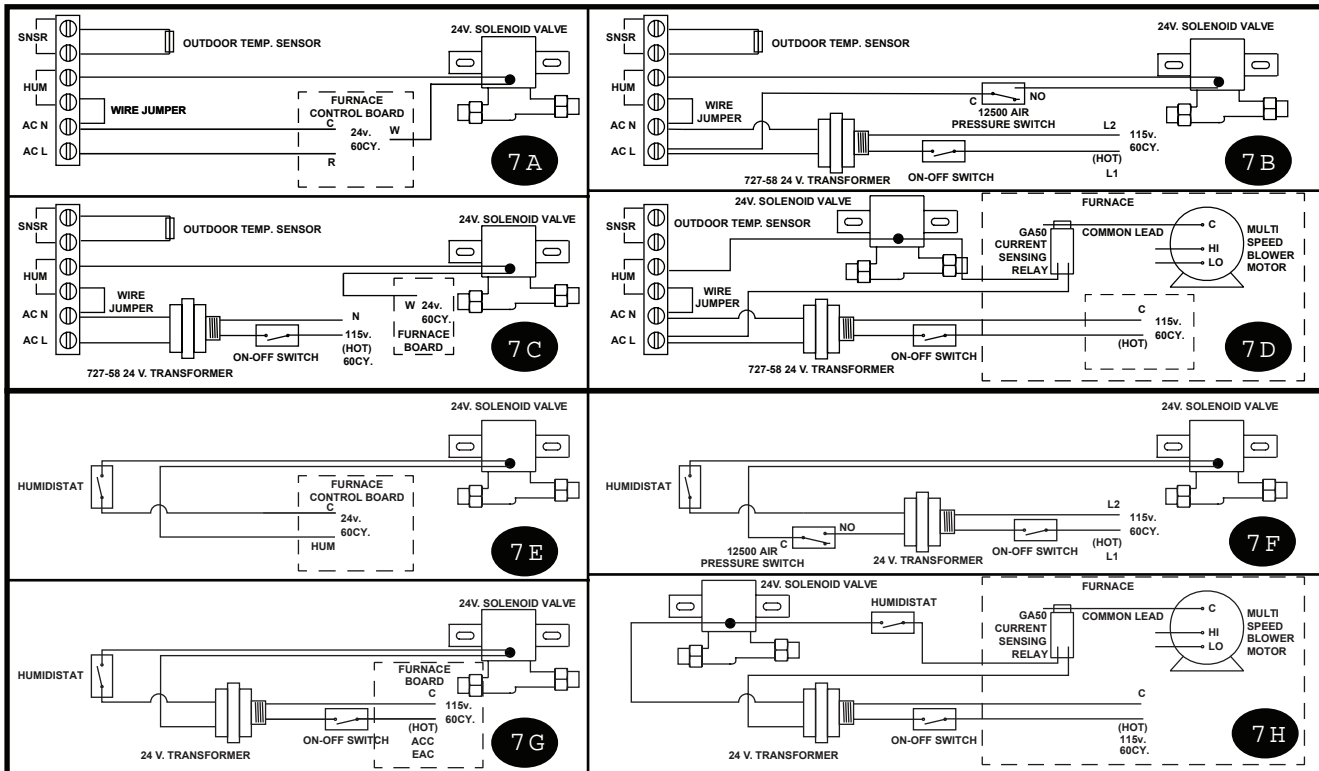 SNSR
OUTDOOR TEMP. SENSOR
24V. SOLENOID VALVE
HUM
WIRE JUMPER
FURNACE
CONTROL BOARD
C
24v.
60CY.
W
R
AC N
AC L
7A
SNSR
OUTDOOR TEMP. SENSOR
24V. SOLENOID VALVE
HUM
WIRE
JUMPER
C
NO
12500 AIR
PRESSURE SWITCH
AC N
AC L
L2
115v.
60CY.
(HOT)
L1
ON-OFF SWITCH
727-58 24 V. TRANSFORMER
7B
SNSR
OUTDOOR TEMP. SENSOR
24V. SOLENOID VALVE
HUM
WIRE
JUMPER
AC N
AC L
N
115v.
(HOT)
60CY.
W 24v.
60CY.
FURNACE
BOARD
ON-OFF SWITCH
727-58 24 V. TRANSFORMER
7C
24V. SOLENOID VALVE
SNSR
OUTDOOR TEMP. SENSOR
HUM
WIRE
JUMPER
AC N
AC L
FURNACE
GA50
CURRENT
SENSING
RELAY
COMMON LEAD
C
HI
LO
MULTI
SPEED
BLOWER
MOTOR
C
115v.
60CY.
(HOT)
ON-OFF SWITCH
727-58 24 V. TRANSFORMER
7D
24V. SOLENOID VALVE
HUMIDISTAT
FURNACE
CONTROL BOARD
C
24v.
60CY.
HUM
7E
24V. SOLENOID VALVE
HUMIDISTAT
NO
C
12500 AIR
PRESSURE SWITCH
24 V. TRANSFORMER
ON-OFF SWITCH
L2
115v.
60CY.
(HOT)
L1
7F
24V. SOLENOID VALVE
HUMIDISTAT
FURNACE
BOARD
C
115v.
60CY.
(HOT)
ACC
EAC
ON-OFF SWITCH
24 V. TRANSFORMER
7G
24V. SOLENOID VALVE
HUMIDISTAT
FURNACE
GA50
CURRENT
SENSING
RELAY
COMMON LEAD
C
HI
LO
MULTI
SPEED
BLOWER
MOTOR
C
(HOT)
115v.
60CY.
ON-OFF SWITCH
24 V. TRANSFORMER
7H